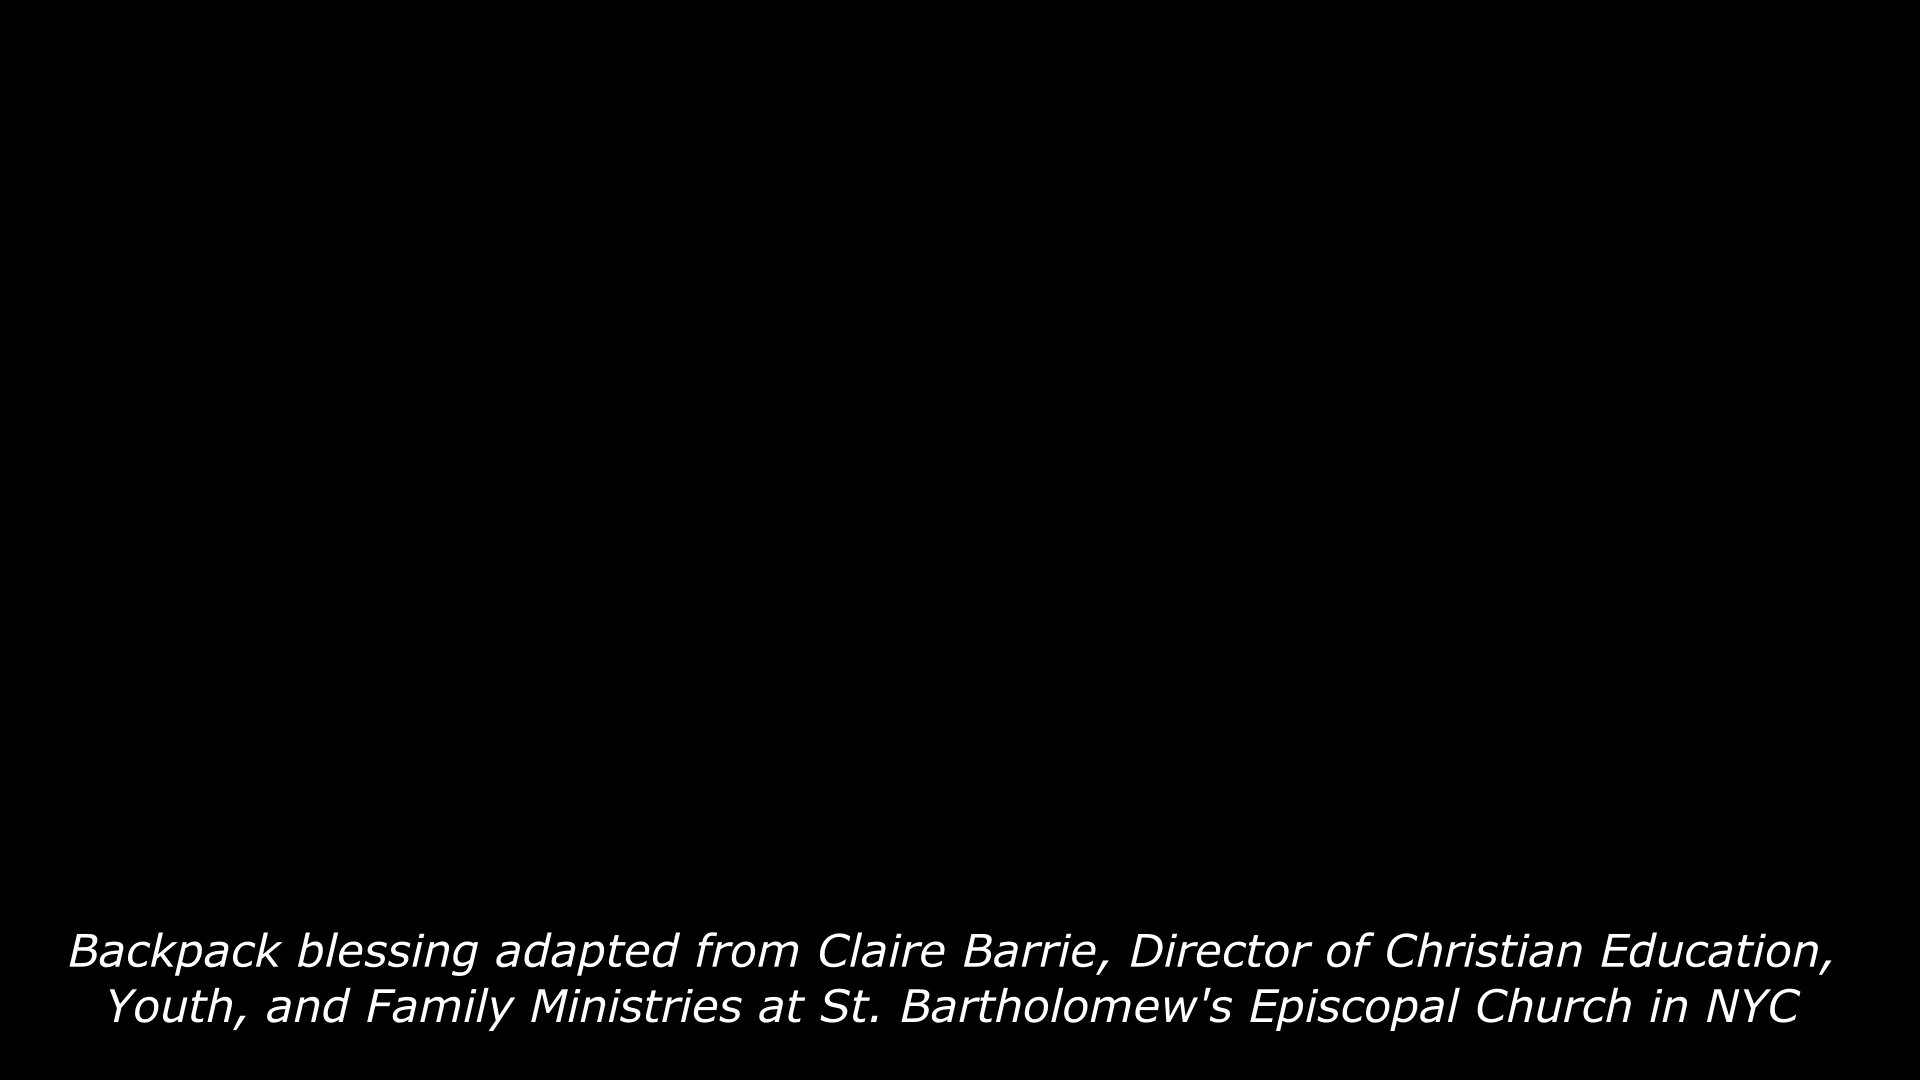 Backpack blessing adapted from Claire Barrie, Director of Christian Education,
Youth, and Family Ministries at St. Bartholomew's Episcopal Church in NYC